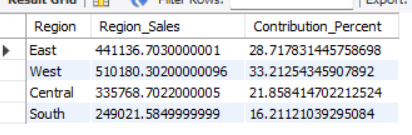 Result Grid Filter Rows: Export:
Region Region_Sales Contribution_Percent
East 441136.7030000001 28.717831445758698
West 510180.30200000096 33.21254345907892
Central 335768.7022000005 21.858414702212524
South 249021.5849999999 16.21121039295084